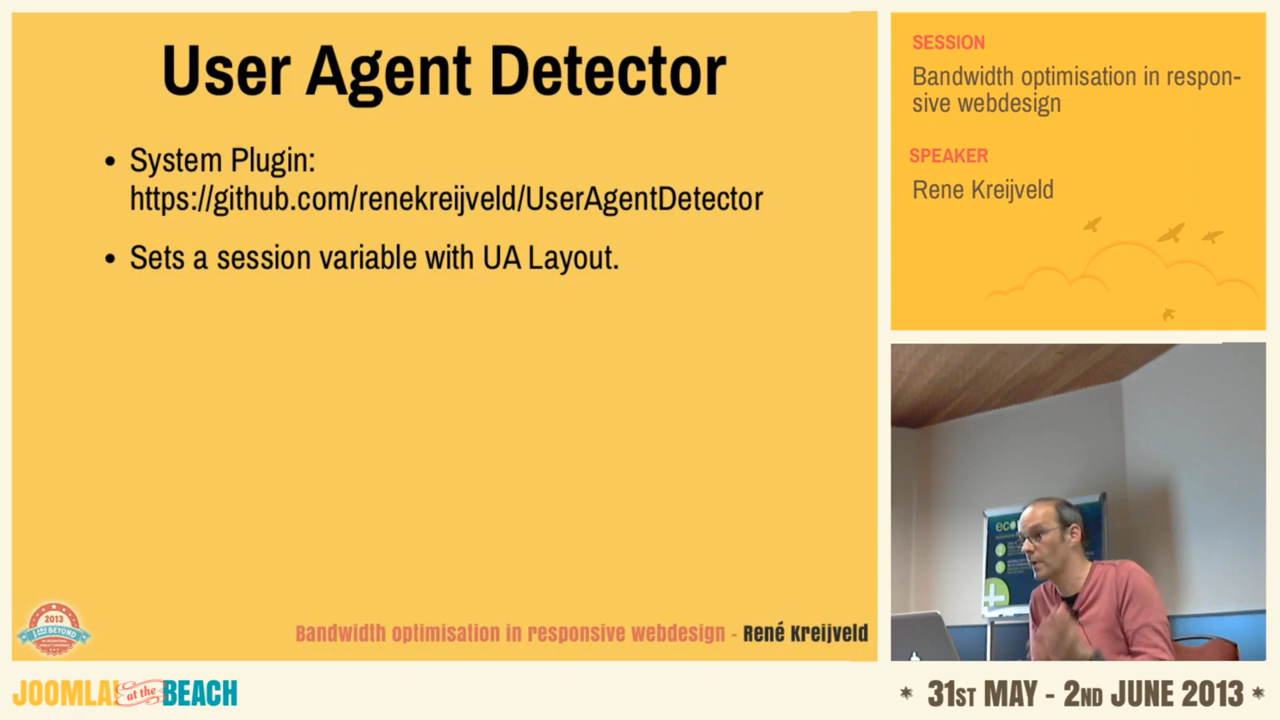 User Agent Detector
• System Plugin:
https://github.com/renekreijveld/UserAgentDetector
• Sets a session variable with UA Layout.
2013
BEYOND
Bandwidth optimisation in responsive webdesign - René Kreijveld
SESSION
Bandwidth optimisation in respon-
sive webdesign
SPEAKER
Rene Kreijveld
eco
JOOMLA! at the BEACH
* 31ST MAY - 2ND JUNE 2013 *